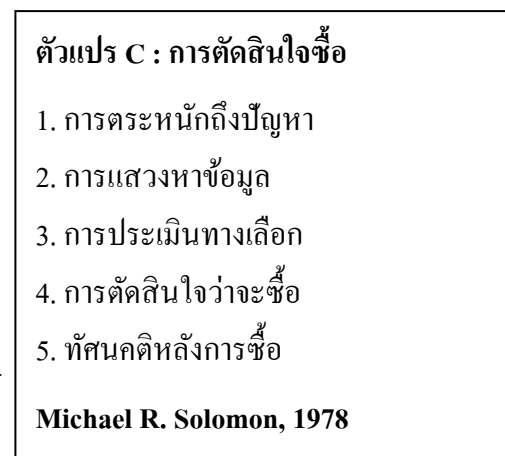 ตัวแปร C : การตัดสินใจซื้อ
1. การตระหนักถึงปัญหา
2. การแสวงหาข้อมูล
3. การประเมินทางเลือก
4. การตัดสินใจว่าจะซื้อ
5. ทัศนคติหลังการซื้อ
Michael R. Solomon, 1978